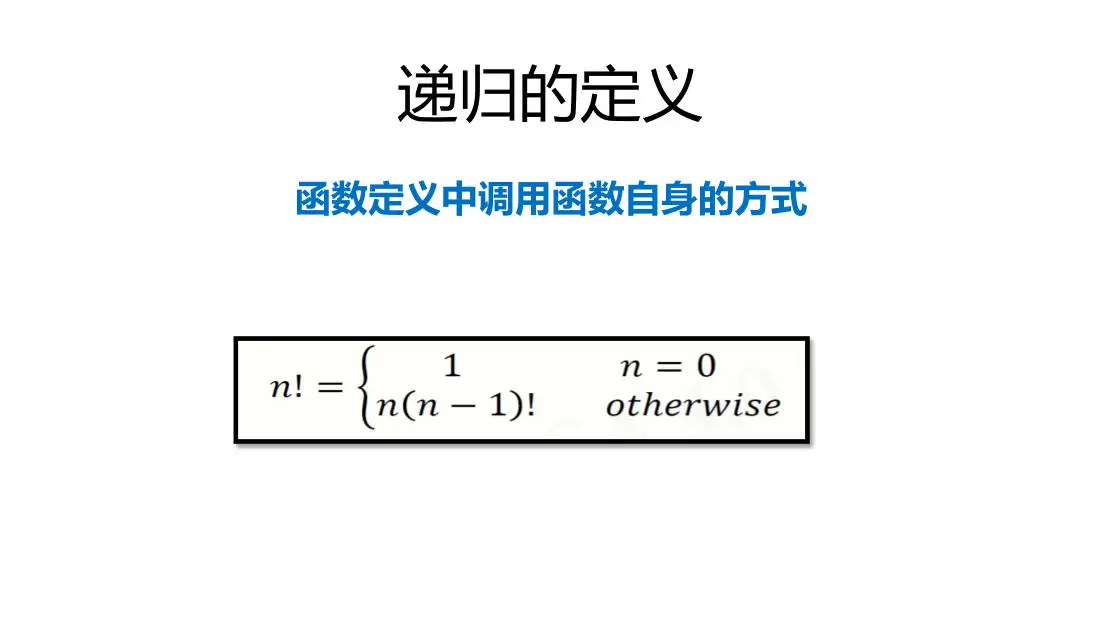 递归的定义
函数定义中调用函数自身的方式
n! = { 1 n = 0
n(n − 1)! otherwise